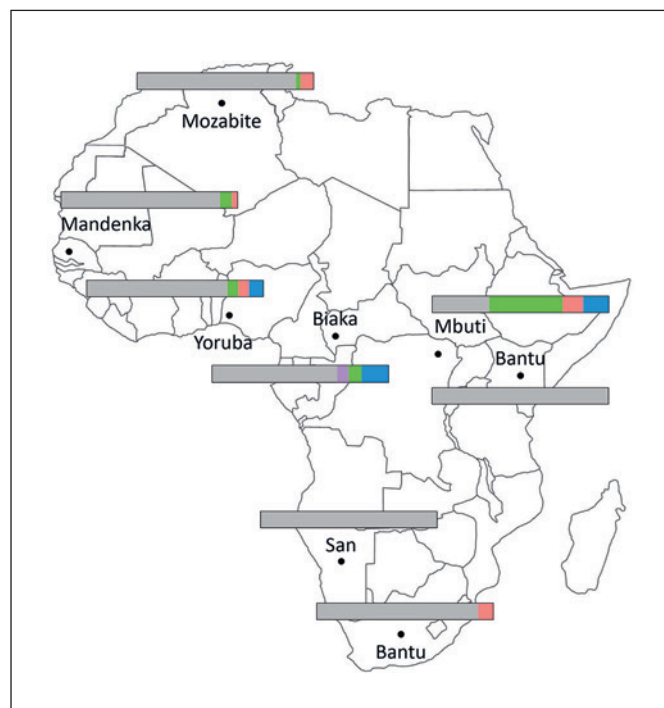 Mozabite
Mandenka
Yoruba
Biaka
Mbuti
Bantu
San
Bantu